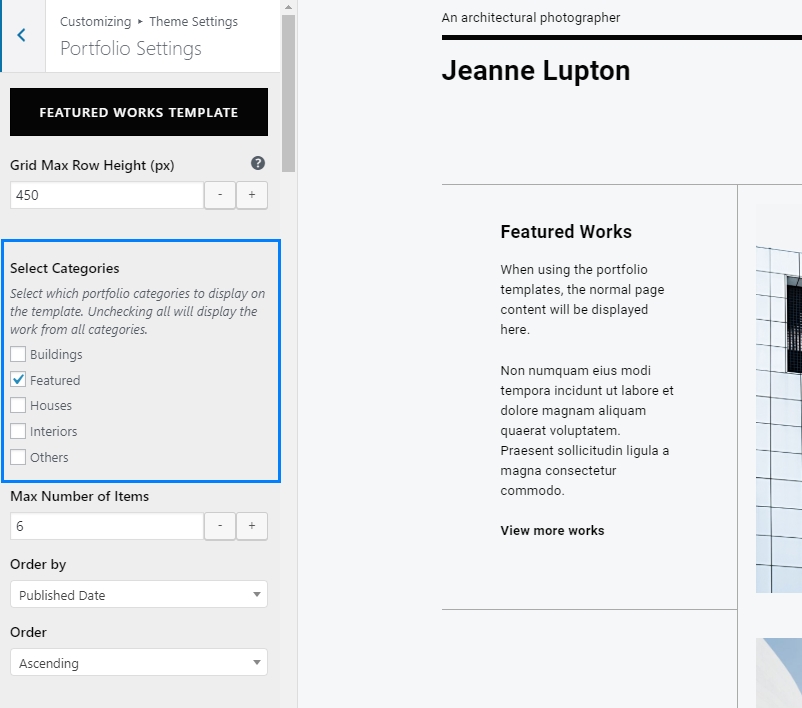 Customizing ▸ Theme Settings
Portfolio Settings
FEATURED WORKS TEMPLATE
Grid Max Row Height (px) ?
450 - +
Select Categories
Select which portfolio categories to display on
the template. Unchecking all will display the
work from all categories.
Buildings
Featured
Houses
Interiors
Others
Max Number of Items
6 - +
Order by
Published Date
Order
Ascending
An architectural photographer
Jeanne Lupton
Featured Works
When using the portfolio
templates, the normal page
content will be displayed
here.
Non numquam eius modi
tempora incidunt ut labore et
dolore magnam aliquam
quaerat voluptatem.
Praesent sollicitudin ligula a
magna consectetur
commodo.
View more works